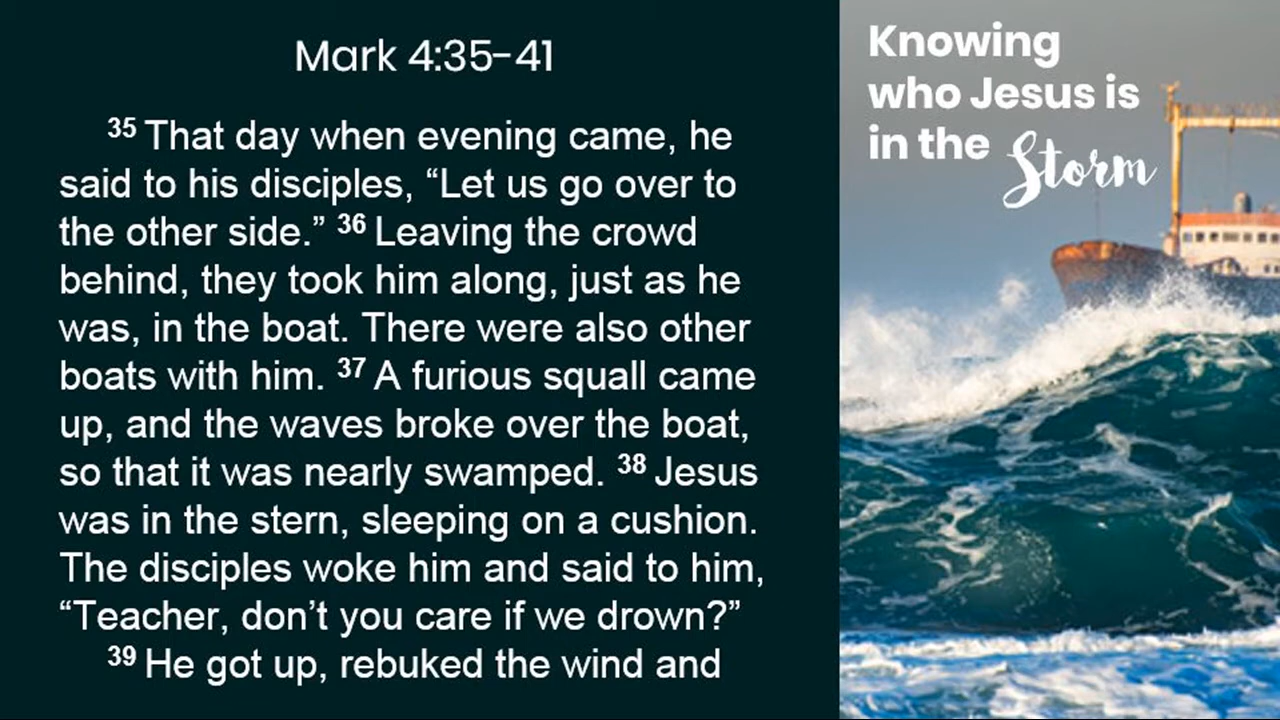 Mark 4:35-41
35 That day when evening came, he
said to his disciples, “Let us go over to
the other side.” 36 Leaving the crowd
behind, they took him along, just as he
was, in the boat. There were also other
boats with him. 37 A furious squall came
up, and the waves broke over the boat,
so that it was nearly swamped. 38 Jesus
was in the stern, sleeping on a cushion.
The disciples woke him and said to him,
“Teacher, don’t you care if we drown?”
39 He got up, rebuked the wind and
Knowing
who Jesus is
in the Storm